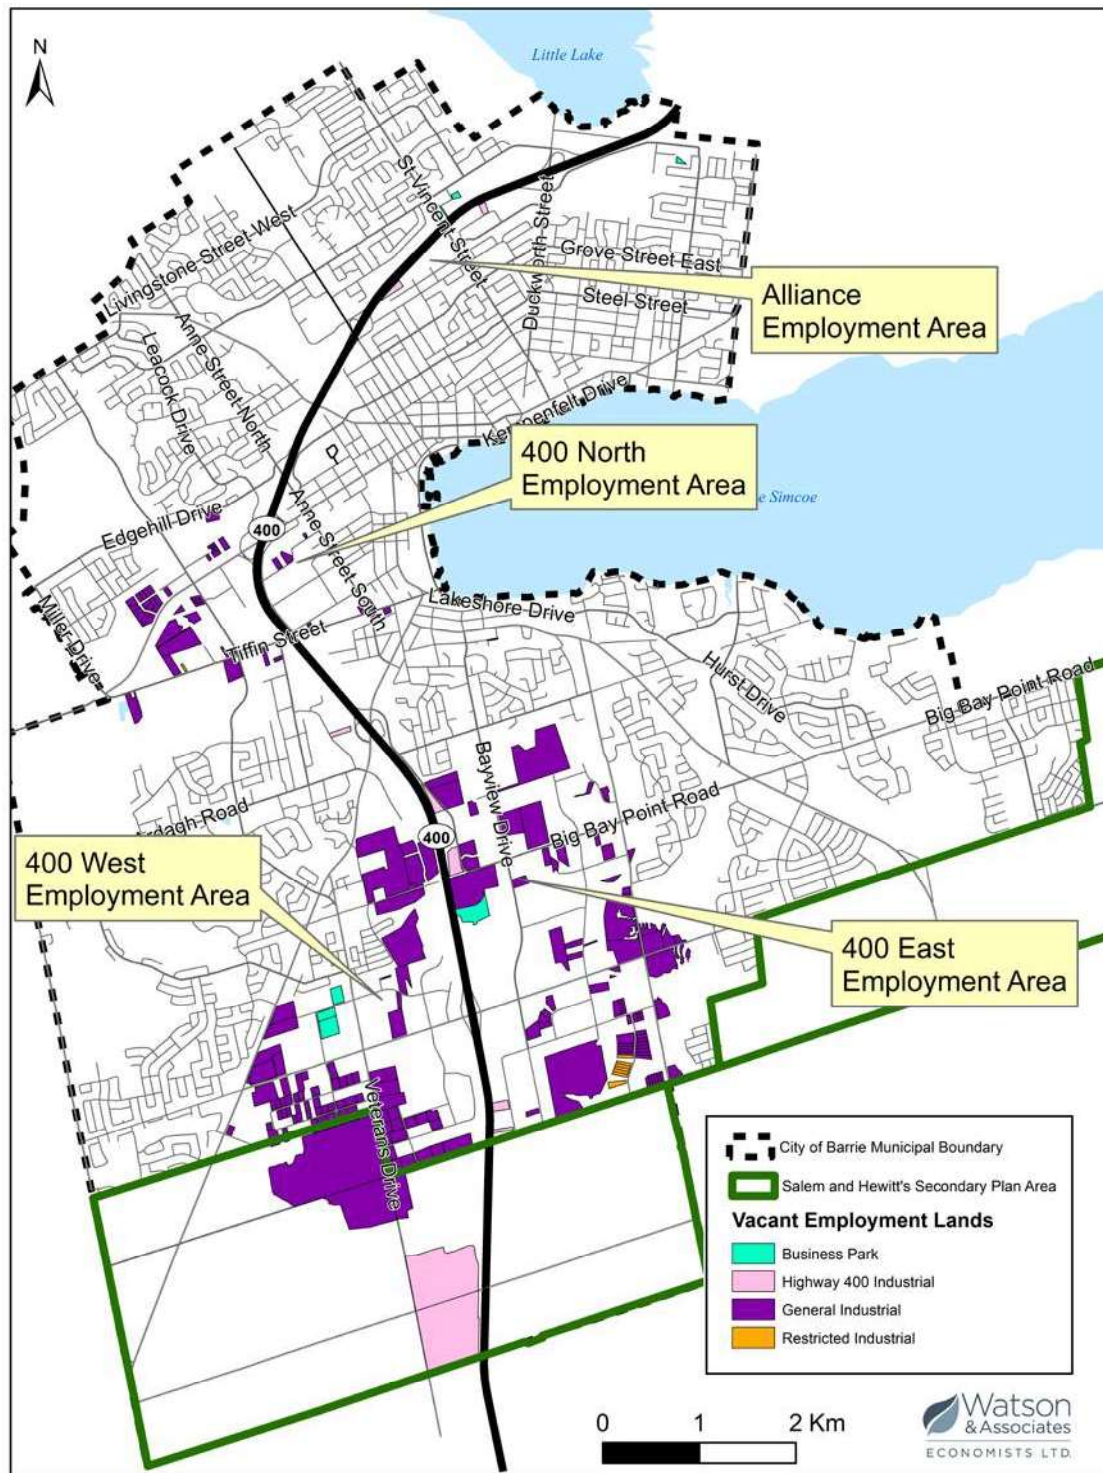 N
Little Lake
St Vincent Street
Duckworth Street
Livingstone Street West
Grove Street East
Steel Street
Alliance
Employment Area
Anne Street North
Leacock Drive
Kempenfelt Drive
400 North
Employment Area
Simcoe
Edgehill Drive
400
Anne Street South
Miller Drive
Tiffin Street
Lakeshore Drive
Hurst Drive
Big Bay Point Road
Bayview Drive
Ardagh Road
400
Big Bay Point Road
400 West
Employment Area
400 East
Employment Area
Veterans Drive
City of Barrie Municipal Boundary
Salem and Hewitt's Secondary Plan Area
Vacant Employment Lands
Business Park
Highway 400 Industrial
General Industrial
Restricted Industrial
0 1 2 Km
Watson
& Associates
ECONOMISTS LTD.